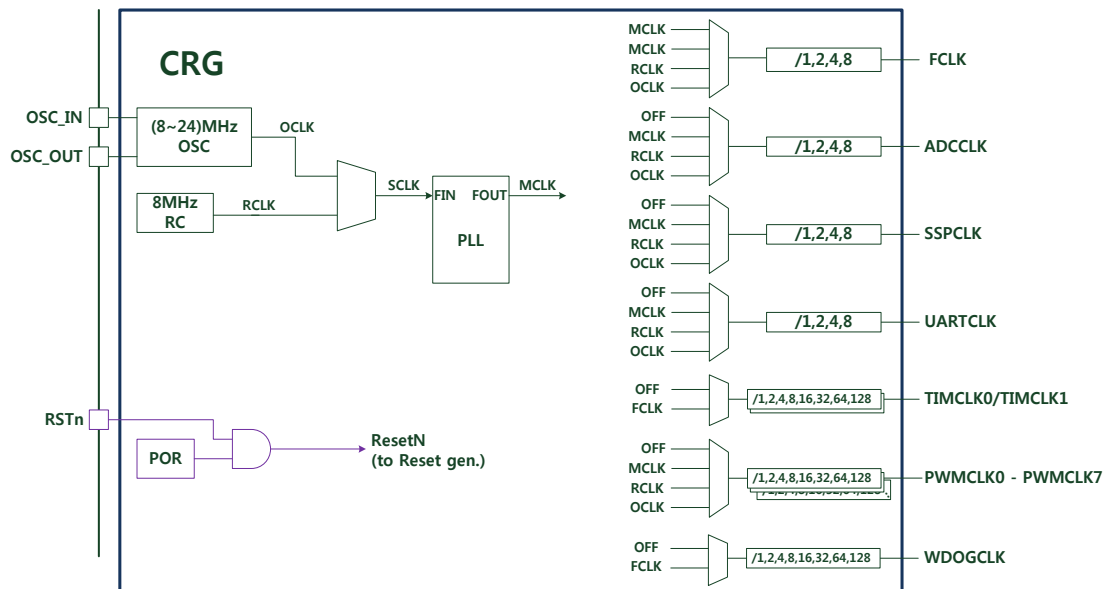 CRG
OSC_IN
OSC_OUT
(8~24)MHz
OSC
OCLK
8MHz
RC
RCLK
SCLK
FIN FOUT
PLL
MCLK
RSTn
POR
ResetN
(to Reset gen.)
MCLK
MCLK
RCLK
OCLK
/1,2,4,8
FCLK
OFF
MCLK
RCLK
OCLK
/1,2,4,8
ADCCLK
OFF
MCLK
RCLK
OCLK
/1,2,4,8
SSPCLK
OFF
MCLK
RCLK
OCLK
/1,2,4,8
UARTCLK
OFF
FCLK
/1,2,4,8,16,32,64,128
TIMCLK0/TIMCLK1
OFF
MCLK
RCLK
OCLK
/1,2,4,8,16,32,64,128
PWMCLK0 - PWMCLK7
OFF
FCLK
/1,2,4,8,16,32,64,128
WDOGCLK